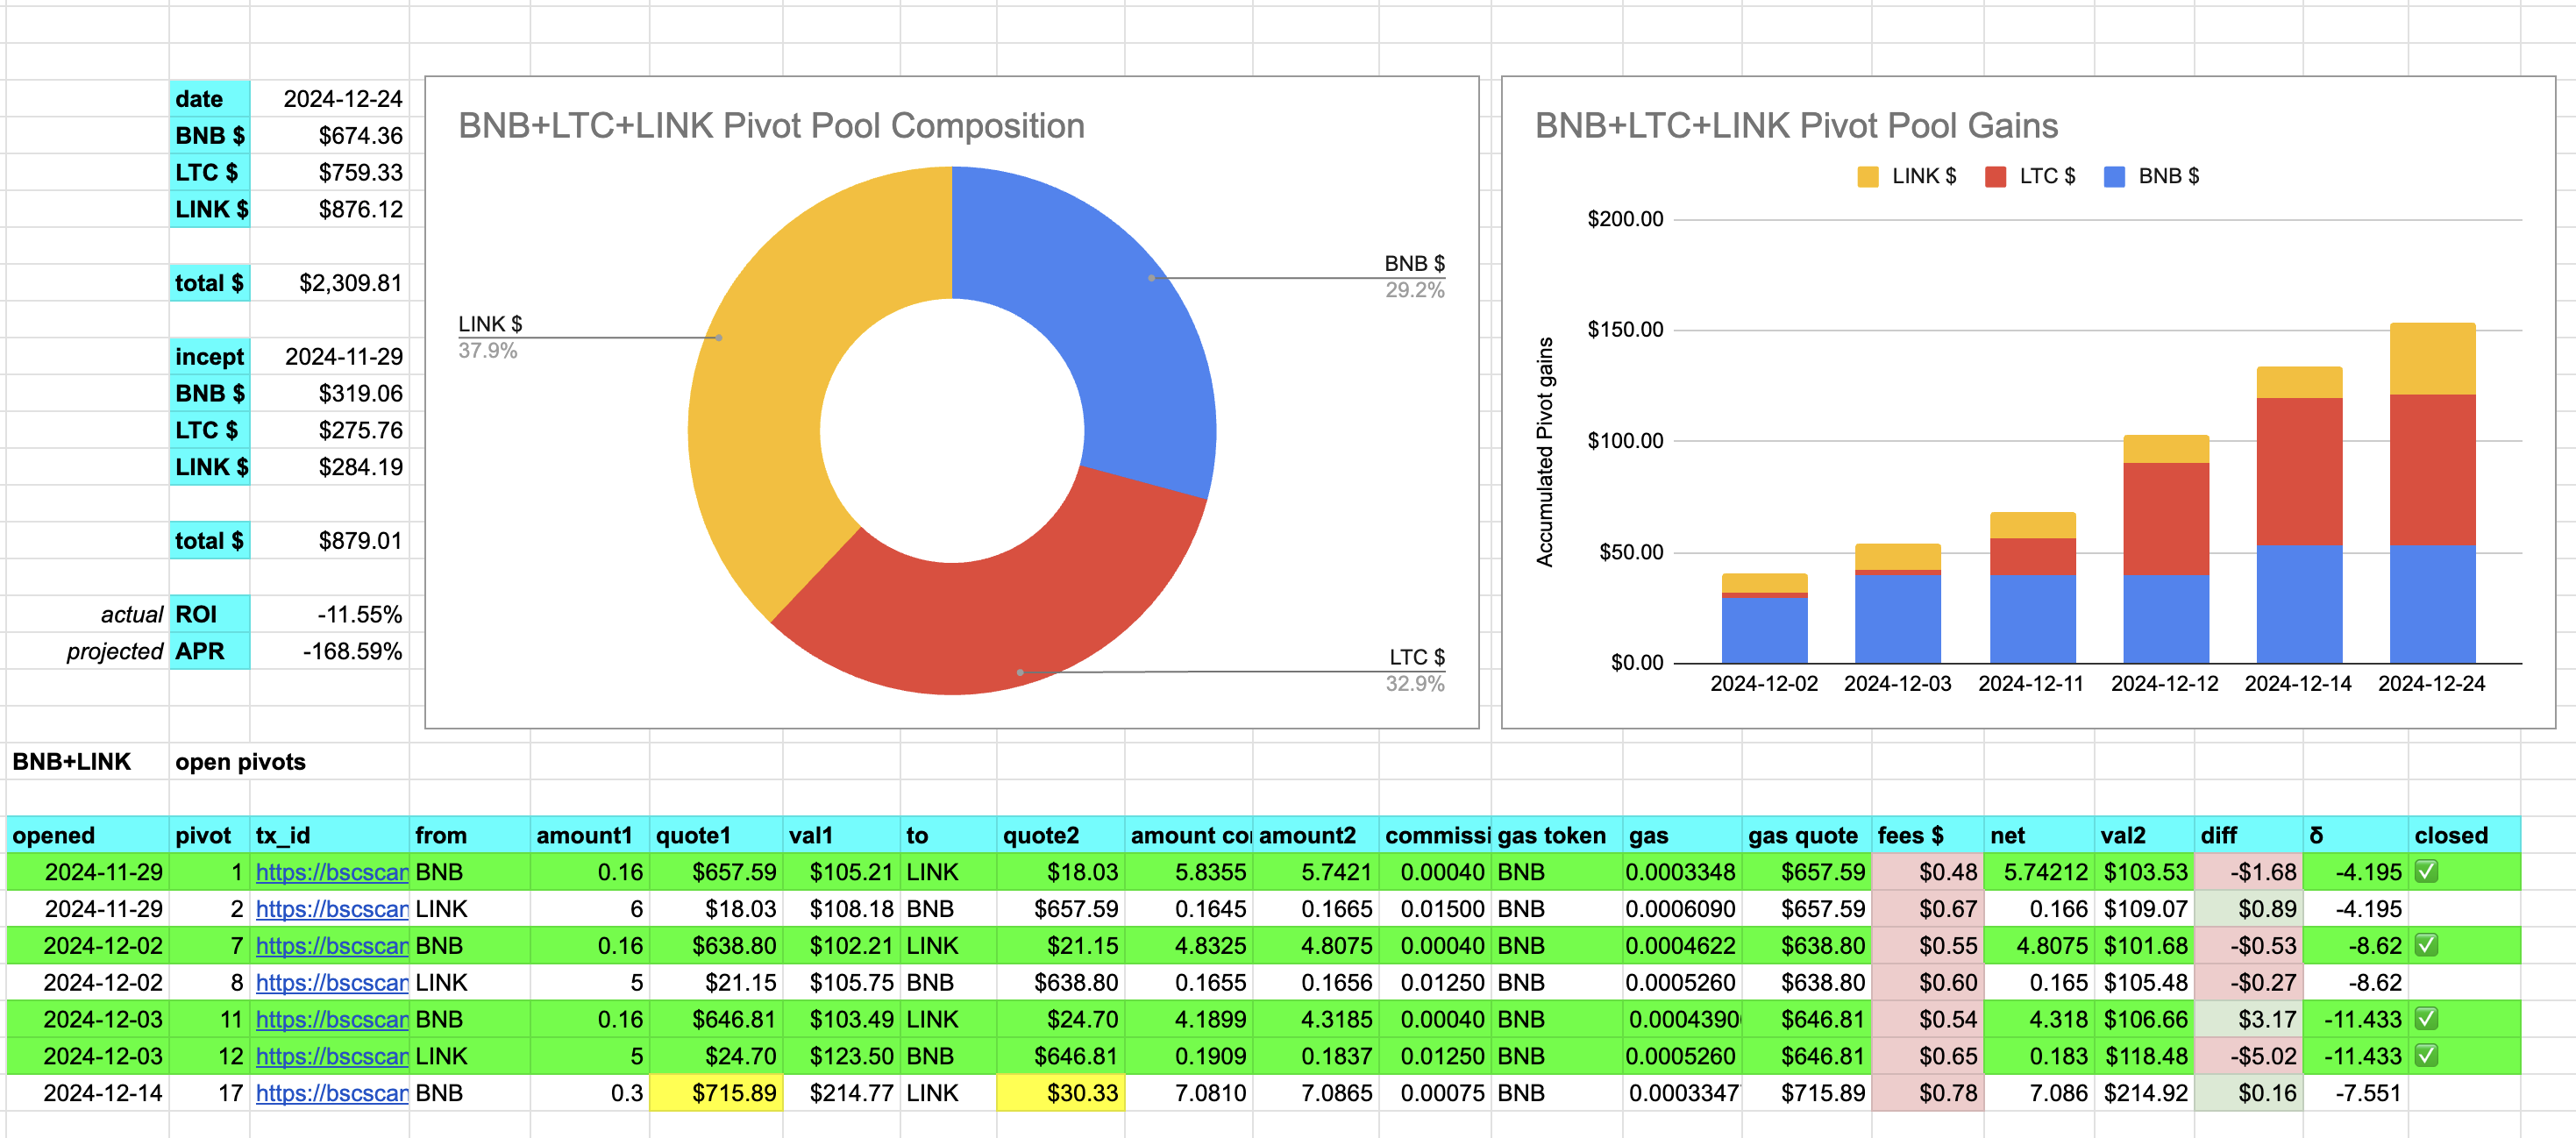 date 2024-12-24
BNB $ $674.36
LTC $ $759.33
LINK $ $876.12
total $ $2,309.81
incept 2024-11-29
BNB $ $319.06
LTC $ $275.76
LINK $ $284.19
total $ $879.01
actual ROI -11.55%
projected APR -168.59%
BNB+LTC+LINK Pivot Pool Composition
BNB $
29.2%
LINK $
37.9%
LTC $
32.9%
BNB+LTC+LINK Pivot Pool Gains
LINK $ LTC $ BNB $
Accumulated Pivot gains
$200.00
$150.00
$100.00
$50.00
$0.00
2024-12-02 2024-12-03 2024-12-11 2024-12-12 2024-12-14 2024-12-24
BNB+LINK open pivots
opened pivot tx_id from amount1 quote1 val1 to quote2 amount co amount2 commissi gas token gas gas quote fees $ net val2 diff δ closed
2024-11-29 1 https://bscscan BNB 0.16 $657.59 $105.21 LINK $18.03 5.8355 5.7421 0.00040 BNB 0.0003348 $657.59 $0.48 5.74212 $103.53 -$1.68 -4.195 ✅
2024-11-29 2 https://bscscan LINK 6 $18.03 $108.18 BNB $657.59 0.1645 0.1665 0.01500 BNB 0.0006090 $657.59 $0.67 0.166 $109.07 $0.89 -4.195
2024-12-02 7 https://bscscan BNB 0.16 $638.80 $102.21 LINK $21.15 4.8325 4.8075 0.00040 BNB 0.0004622 $638.80 $0.55 4.8075 $101.68 -$0.53 -8.62 ✅
2024-12-02 8 https://bscscan LINK 5 $21.15 $105.75 BNB $638.80 0.1655 0.1656 0.01250 BNB 0.0005260 $638.80 $0.60 0.165 $105.48 -$0.27 -8.62
2024-12-03 11 https://bscscan BNB 0.16 $646.81 $103.49 LINK $24.70 4.1899 4.3185 0.00040 BNB 0.0004390 $646.81 $0.54 4.318 $106.66 $3.17 -11.433 ✅
2024-12-03 12 https://bscscan LINK 5 $24.70 $123.50 BNB $646.81 0.1909 0.1837 0.01250 BNB 0.0005260 $646.81 $0.65 0.183 $118.48 -$5.02 -11.433 ✅
2024-12-14 17 https://bscscan BNB 0.3 $715.89 $214.77 LINK $30.33 7.0810 7.0865 0.00075 BNB 0.0003347 $715.89 $0.78 7.086 $214.92 $0.16 -7.551